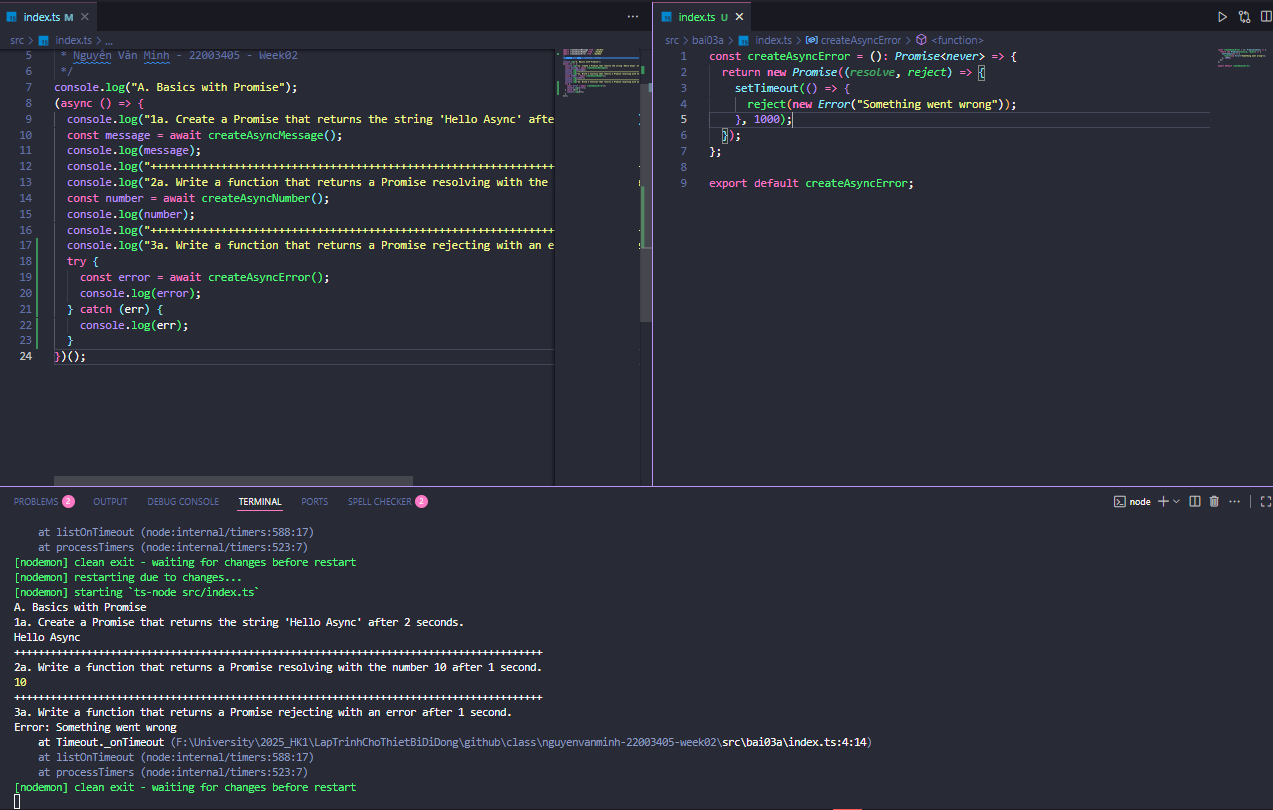 index.ts M ×
src > index.ts > ...
5 * Nguyễn Văn Minh - 22003405 - Week02
6 */
7 console.log("A. Basics with Promise");
8 (async () => {
9 console.log("1a. Create a Promise that returns the string 'Hello Async' afte
10 const message = await createAsyncMessage();
11 console.log(message);
12 console.log("+++++++++++++++++++++++++++++++++++++++++++++++++++++++++++++++
13 console.log("2a. Write a function that returns a Promise resolving with the
14 const number = await createAsyncNumber();
15 console.log(number);
16 console.log("+++++++++++++++++++++++++++++++++++++++++++++++++++++++++++++++
17 console.log("3a. Write a function that returns a Promise rejecting with an e
18 try {
19 const error = await createAsyncError();
20 console.log(error);
21 } catch (err) {
22 console.log(err);
23 }
24 })();
index.ts U ×
src > bai03a > index.ts > createAsyncError > <function>
1 const createAsyncError = (): Promise<never> => {
2 return new Promise((resolve, reject) => {
3 setTimeout(() => {
4 reject(new Error("Something went wrong"));
5 }, 1000);
6 });
7 };
8
9 export default createAsyncError;
PROBLEMS 2 OUTPUT DEBUG CONSOLE TERMINAL PORTS SPELL CHECKER 2 node
at listOnTimeout (node:internal/timers:588:17)
at processTimers (node:internal/timers:523:7)
[nodemon] clean exit - waiting for changes before restart
[nodemon] restarting due to changes...
[nodemon] starting `ts-node src/index.ts`
A. Basics with Promise
1a. Create a Promise that returns the string 'Hello Async' after 2 seconds.
Hello Async
++++++++++++++++++++++++++++++++++++++++++++++++++++++++++++++++++++++++++++++++++++++++
2a. Write a function that returns a Promise resolving with the number 10 after 1 second.
10
++++++++++++++++++++++++++++++++++++++++++++++++++++++++++++++++++++++++++++++++++++++++
3a. Write a function that returns a Promise rejecting with an error after 1 second.
Error: Something went wrong
at Timeout._onTimeout (F:\University\2025_HK1\LapTrinhChoThietBiDiDong\github\class\nguyenvanminh-22003405-week02\src\bai03a\index.ts:4:14)
at listOnTimeout (node:internal/timers:588:17)
at processTimers (node:internal/timers:523:7)
[nodemon] clean exit - waiting for changes before restart